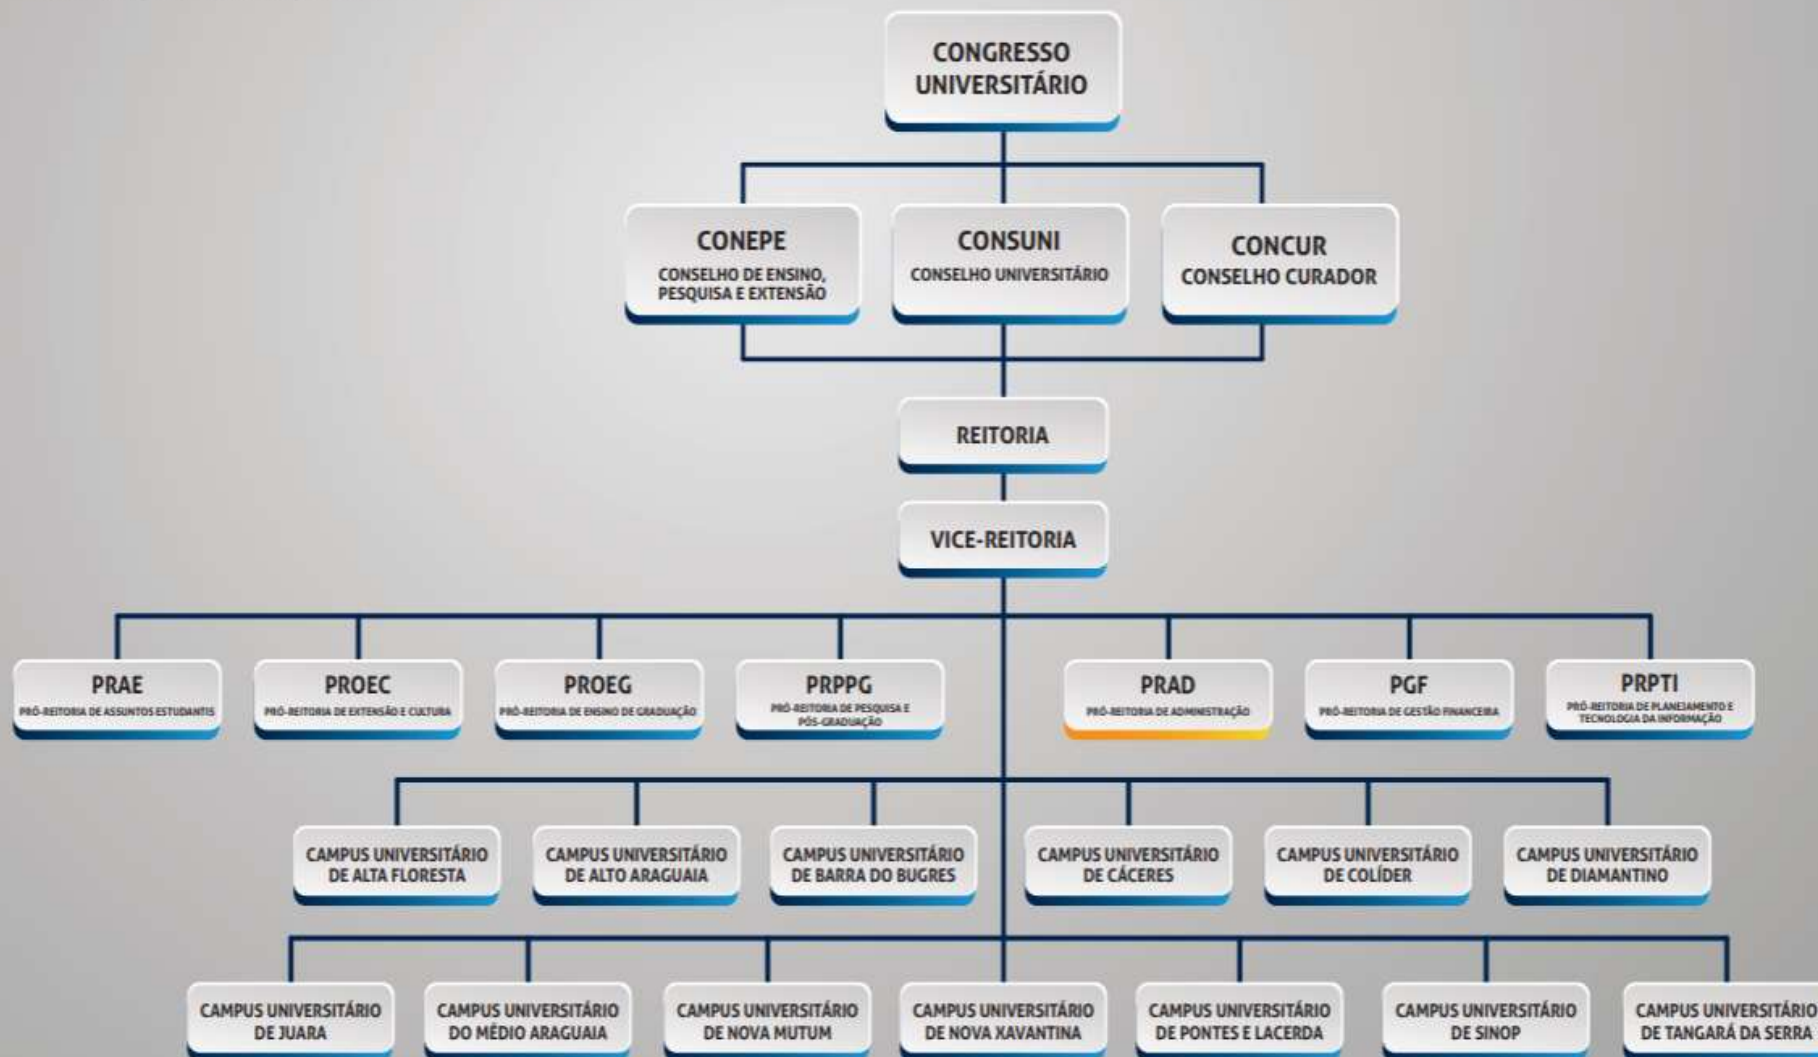 CONGRESSO
UNIVERSITÁRIO
CONEPE
CONSELHO DE ENSINO,
PESQUISA E EXTENSÃO
CONSUNI
CONSELHO UNIVERSITÁRIO
CONCUR
CONSELHO CURADOR
REITORIA
VICE-REITORIA
PRAE
PRÓ-REITORIA DE ASSUNTOS ESTUDANTIS
PROEC
PRÓ-REITORIA DE EXTENSÃO E CULTURA
PROEG
PRÓ-REITORIA DE ENSINO DE GRADUAÇÃO
PRPPG
PRÓ-REITORIA DE PESQUISA E
PÓS-GRADUAÇÃO
PRAD
PRÓ-REITORIA DE ADMINISTRAÇÃO
PGF
PRÓ-REITORIA DE GESTÃO FINANCEIRA
PRPTI
PRÓ-REITORIA DE PLANEJAMENTO E
TECNOLOGIA DA INFORMAÇÃO
CAMPUS UNIVERSITÁRIO
DE ALTA FLORESTA
CAMPUS UNIVERSITÁRIO
DE ALTO ARAGUAIA
CAMPUS UNIVERSITÁRIO
DE BARRA DO BUGRES
CAMPUS UNIVERSITÁRIO
DE CÁCERES
CAMPUS UNIVERSITÁRIO
DE COLÍDER
CAMPUS UNIVERSITÁRIO
DE DIAMANTINO
CAMPUS UNIVERSITÁRIO
DE JUARA
CAMPUS UNIVERSITÁRIO
DO MÉDIO ARAGUAIA
CAMPUS UNIVERSITÁRIO
DE NOVA MUTUM
CAMPUS UNIVERSITÁRIO
DE NOVA XAVANTINA
CAMPUS UNIVERSITÁRIO
DE PONTES E LACERDA
CAMPUS UNIVERSITÁRIO
DE SINOP
CAMPUS UNIVERSITÁRIO
DE TANGARÁ DA SERRA